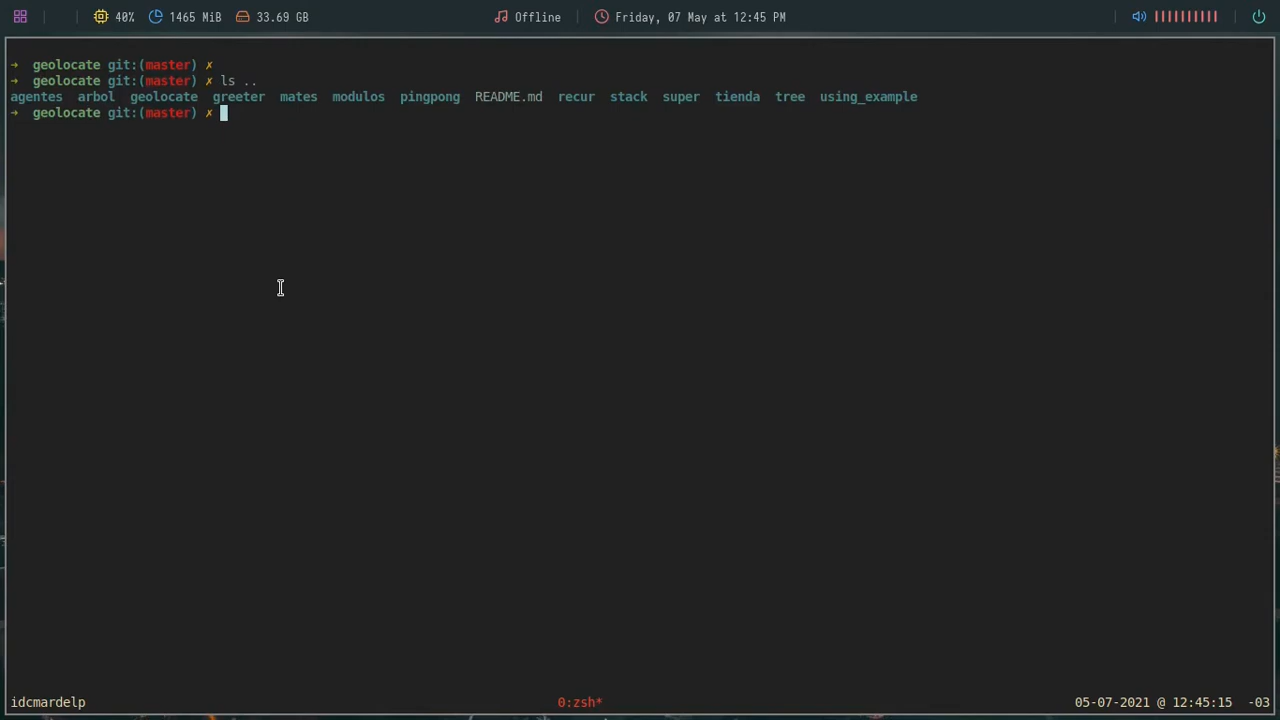 40% 1465 MiB 33.69 GB Offline Friday, 07 May at 12:45 PM
→ geolocate git:(master) ✗
→ geolocate git:(master) ✗ ls ..
agentes arbol geolocate greeter mates modulos pingpong README.md recur stack super tienda tree using_example
→ geolocate git:(master) ✗
idcmardelp 0:zsh* 05-07-2021 @ 12:45:15 -03